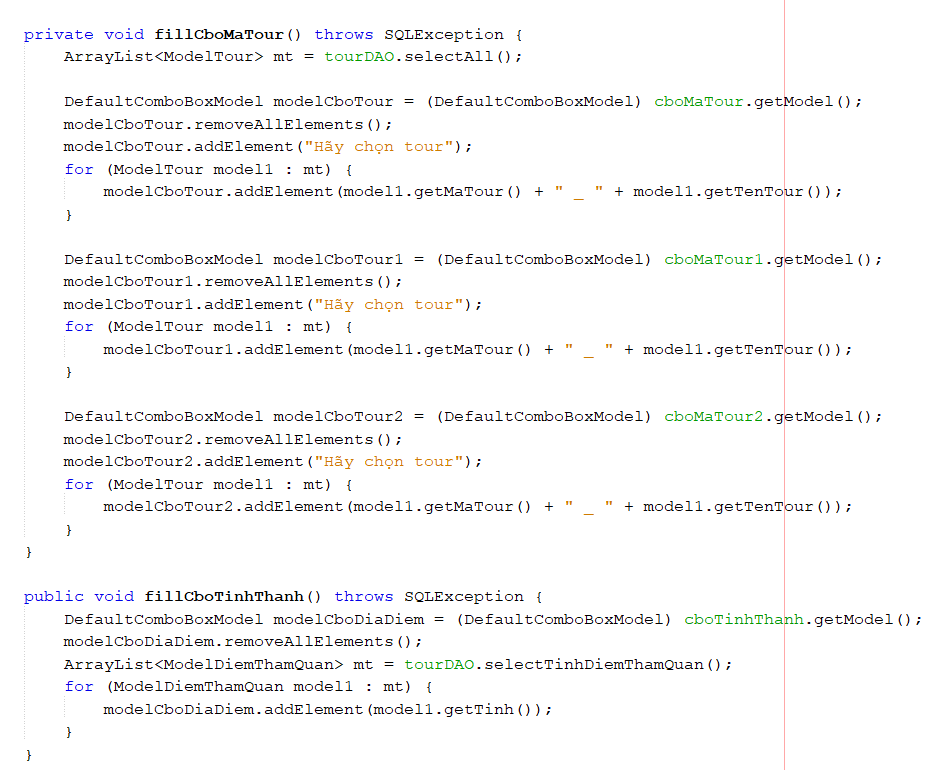 private void fillCboMaTour() throws SQLException {
    ArrayList<ModelTour> mt = tourDAO.selectAll();

    DefaultComboBoxModel modelCboTour = (DefaultComboBoxModel) cboMaTour.getModel();
    modelCboTour.removeAllElements();
    modelCboTour.addElement("Hãy chọn tour");
    for (ModelTour model1 : mt) {
        modelCboTour.addElement(model1.getMaTour() + " _ " + model1.getTenTour());
    }

    DefaultComboBoxModel modelCboTour1 = (DefaultComboBoxModel) cboMaTour1.getModel();
    modelCboTour1.removeAllElements();
    modelCboTour1.addElement("Hãy chọn tour");
    for (ModelTour model1 : mt) {
        modelCboTour1.addElement(model1.getMaTour() + " _ " + model1.getTenTour());
    }

    DefaultComboBoxModel modelCboTour2 = (DefaultComboBoxModel) cboMaTour2.getModel();
    modelCboTour2.removeAllElements();
    modelCboTour2.addElement("Hãy chọn tour");
    for (ModelTour model1 : mt) {
        modelCboTour2.addElement(model1.getMaTour() + " _ " + model1.getTenTour());
    }
}

public void fillCboTinhThanh() throws SQLException {
    DefaultComboBoxModel modelCboDiaDiem = (DefaultComboBoxModel) cboTinhThanh.getModel();
    modelCboDiaDiem.removeAllElements();
    ArrayList<ModelDiemThamQuan> mt = tourDAO.selectTinhDiemThamQuan();
    for (ModelDiemThamQuan model1 : mt) {
        modelCboDiaDiem.addElement(model1.getTinh());
    }
}